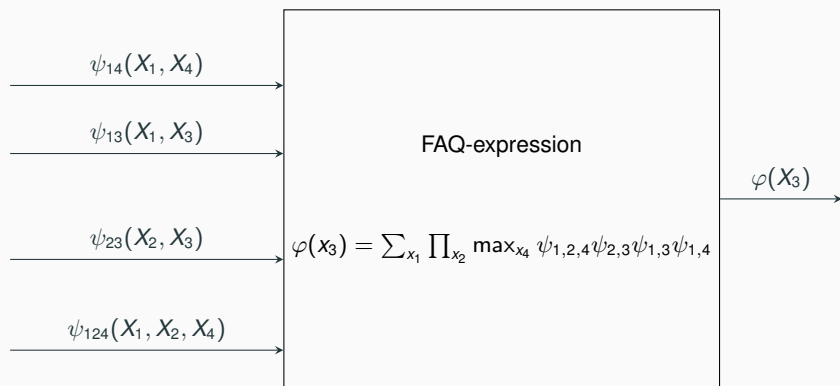 ψ₁₄(X₁, X₄)
ψ₁₃(X₁, X₃)
FAQ-expression
φ(X₃)
ψ₂₃(X₂, X₃)
φ(x₃) = ∑ₓ₁ ∏ₓ₂ maxₓ₄ ψ₁,₂,₄ψ₂,₃ψ₁,₃ψ₁,₄
ψ₁₂₄(X₁, X₂, X₄)